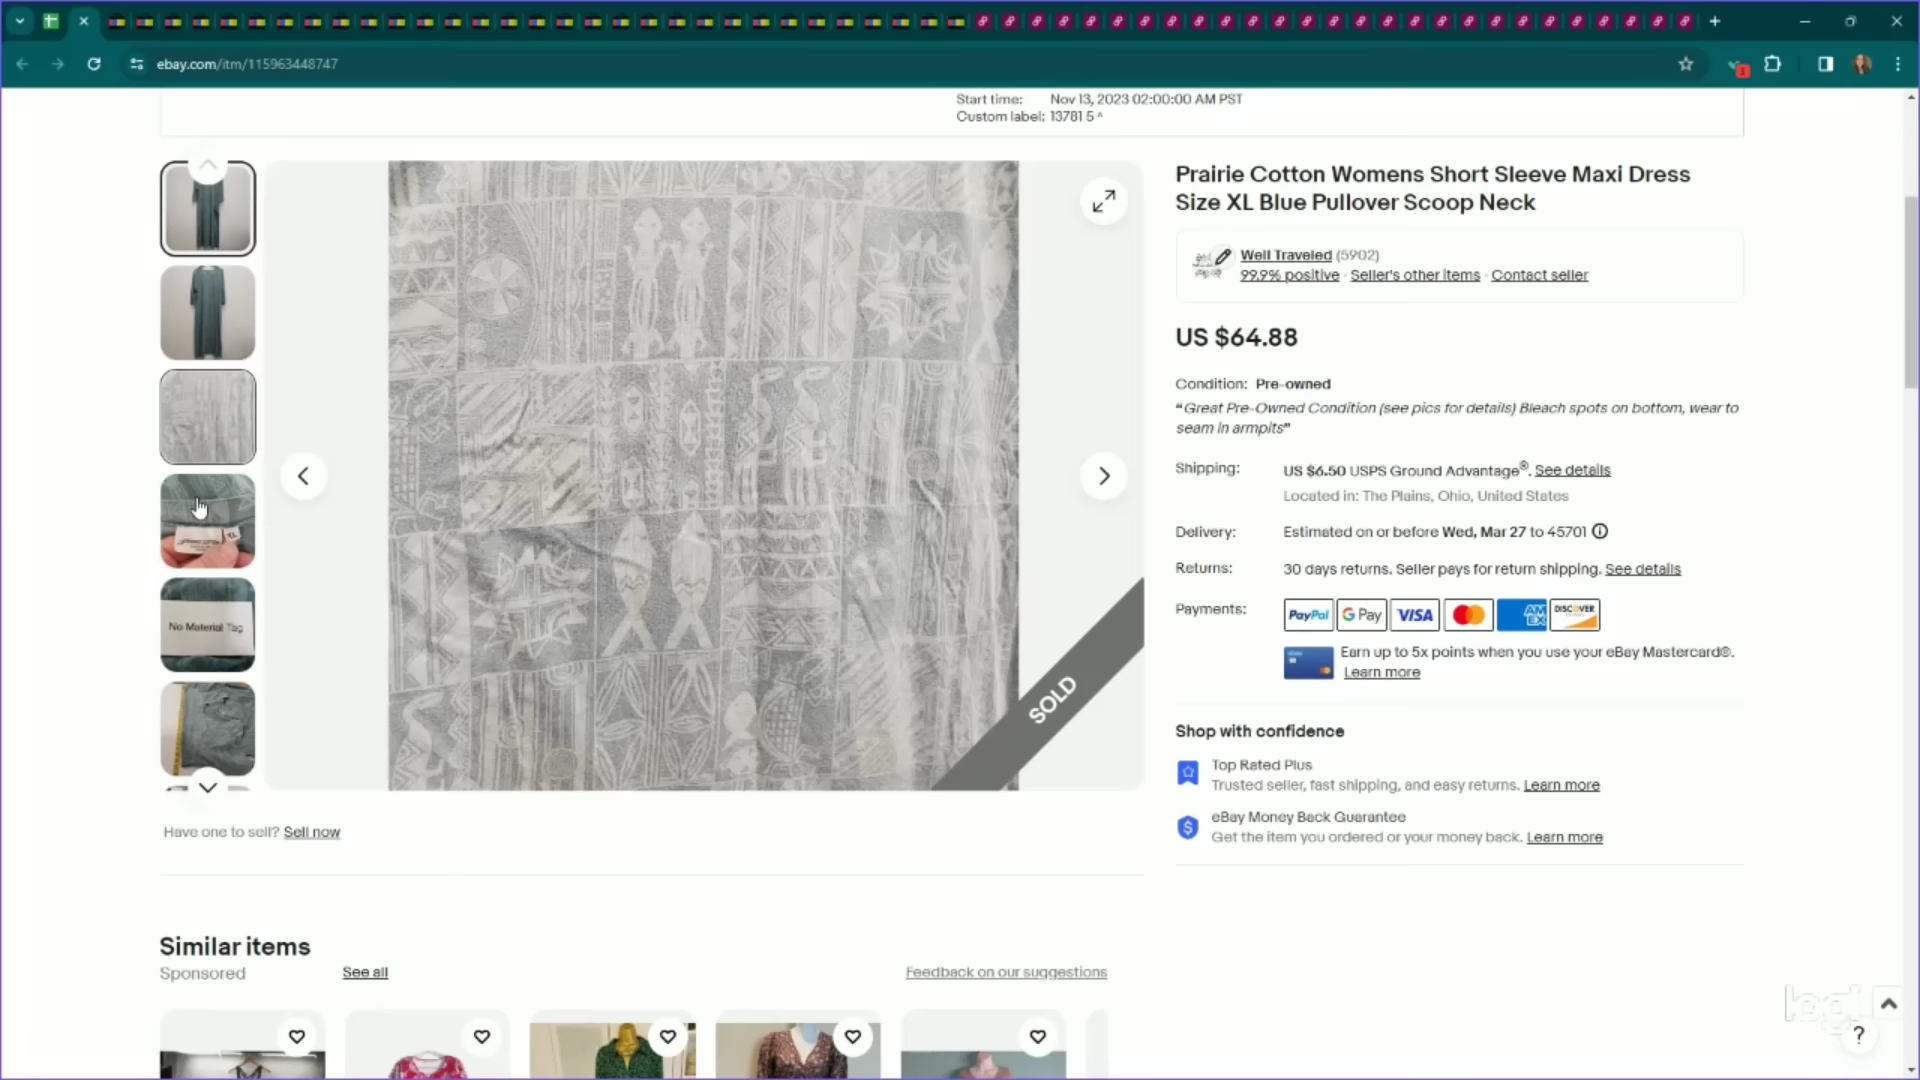 ebay.com/itm/115963448747
Start time: Nov 13, 2023 02:00:00 AM PST
Custom label: 13781 5 ^
Prairie Cotton Womens Short Sleeve Maxi Dress
Size XL Blue Pullover Scoop Neck
Well Traveled (5902)
99.9% positive · Seller's other items · Contact seller
US $64.88
Condition: Pre-owned
“Great Pre-Owned Condition (see pics for details) Bleach spots on bottom, wear to
seam in armpits”
Shipping: US $6.50 USPS Ground Advantage®. See details
Located in: The Plains, Ohio, United States
Delivery: Estimated on or before Wed, Mar 27 to 45701
Returns: 30 days returns. Seller pays for return shipping. See details
Payments: PayPal G Pay VISA AM EX DISCOVER
Earn up to 5x points when you use your eBay Mastercard®.
Learn more
Shop with confidence
Top Rated Plus
Trusted seller, fast shipping, and easy returns. Learn more
eBay Money Back Guarantee
Get the item you ordered or your money back. Learn more
XL
No Material Tag
SOLD
Have one to sell? Sell now
Similar items
Sponsored See all
Feedback on our suggestions
logi
?